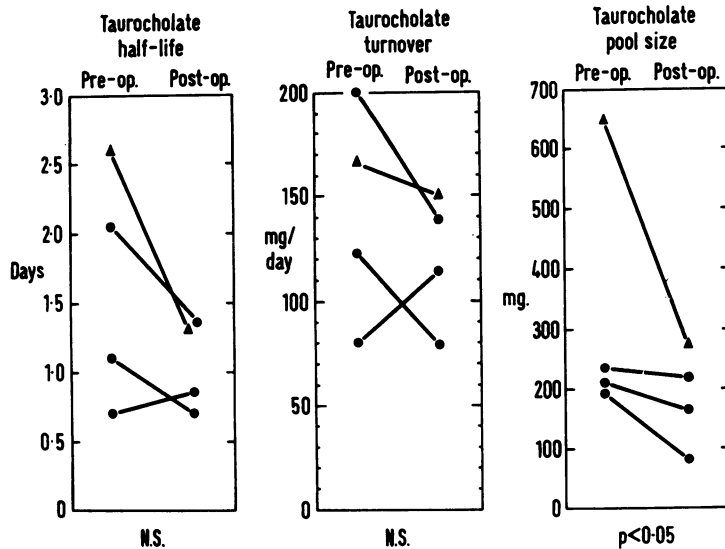 Taurocholate
half-life
Pre-op. Post-op.
3·0
2·5
2·0
Days
1·5
1·0
0·5
0
N.S.
Taurocholate
turnover
Pre-op. Post-op.
200
150
mg/
day
100
50
0
N.S.
Taurocholate
pool size
Pre-op. Post-op.
700
600
500
400
mg.
300
200
100
0
p<0·05